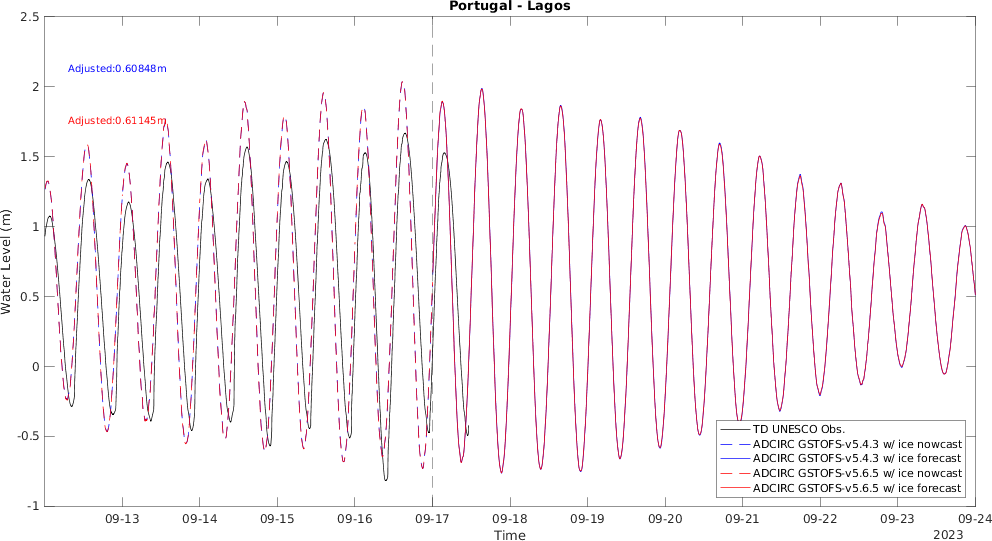 Portugal - Lagos
2.5
2
1.5
1
0.5
0
-0.5
-1
Water Level (m)
Adjusted:0.60848m
Adjusted:0.61145m
TD UNESCO Obs.
ADCIRC GSTOFS-v5.4.3 w/ ice nowcast
ADCIRC GSTOFS-v5.4.3 w/ ice forecast
ADCIRC GSTOFS-v5.6.5 w/ ice nowcast
ADCIRC GSTOFS-v5.6.5 w/ ice forecast
09-13 09-14 09-15 09-16 09-17 09-18 09-19 09-20 09-21 09-22 09-23 09-24
Time
2023